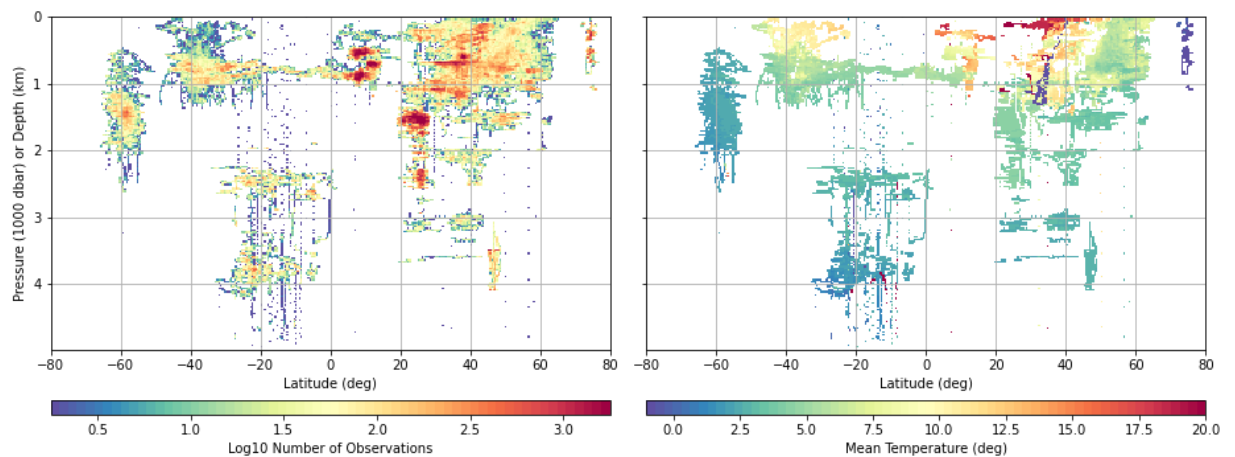 0
1
2
3
4
Pressure (1000 dbar) or Depth (km)
−80 −60 −40 −20 0 20 40 60 80
Latitude (deg)
0.5 1.0 1.5 2.0 2.5 3.0
Log10 Number of Observations
−80 −60 −40 −20 0 20 40 60 80
Latitude (deg)
0.0 2.5 5.0 7.5 10.0 12.5 15.0 17.5 20.0
Mean Temperature (deg)